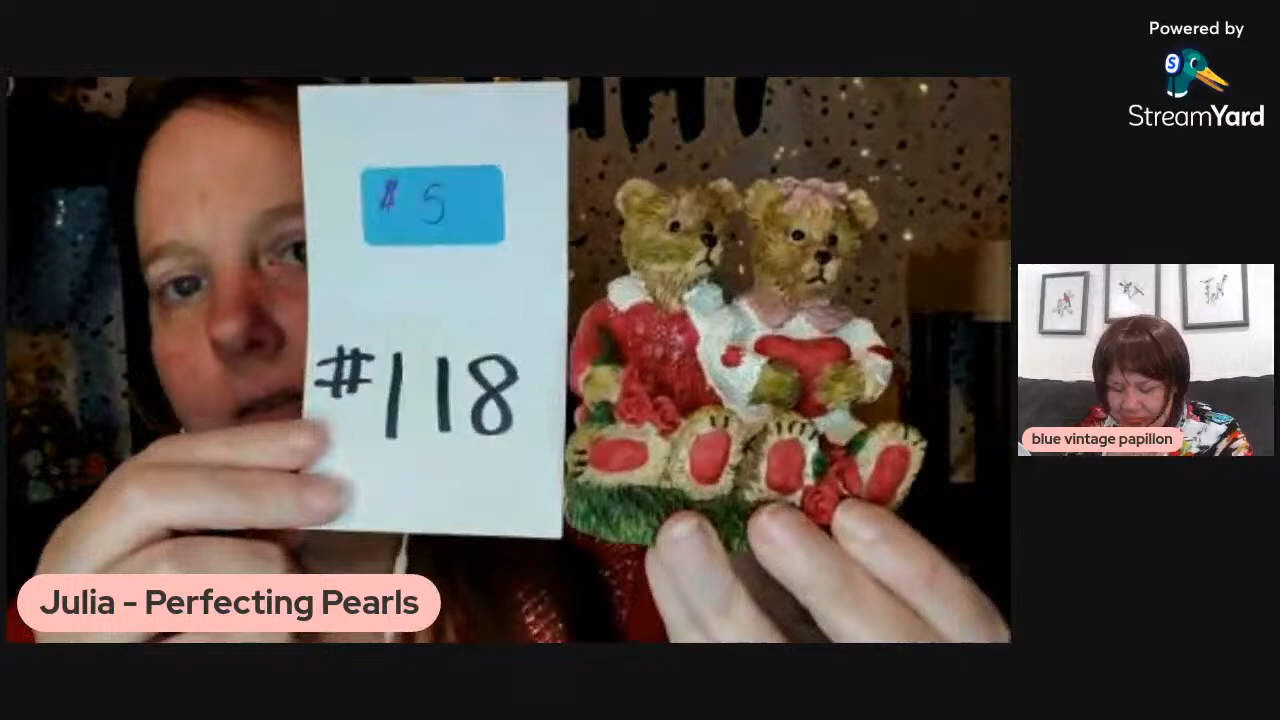 Powered by
StreamYard
$ 5
#118
blue vintage papillon
Julia - Perfecting Pearls